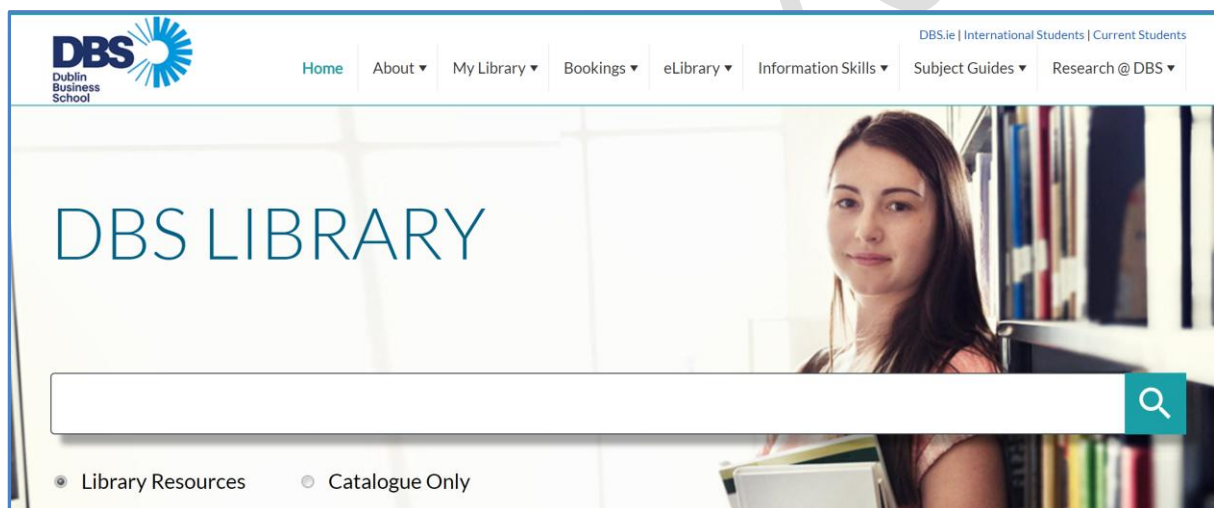 DBS
Dublin
Business
School
DBS.ie | International Students | Current Students
Home About ▾ My Library ▾ Bookings ▾ eLibrary ▾ Information Skills ▾ Subject Guides ▾ Research @ DBS ▾
DBS LIBRARY
Library Resources Catalogue Only